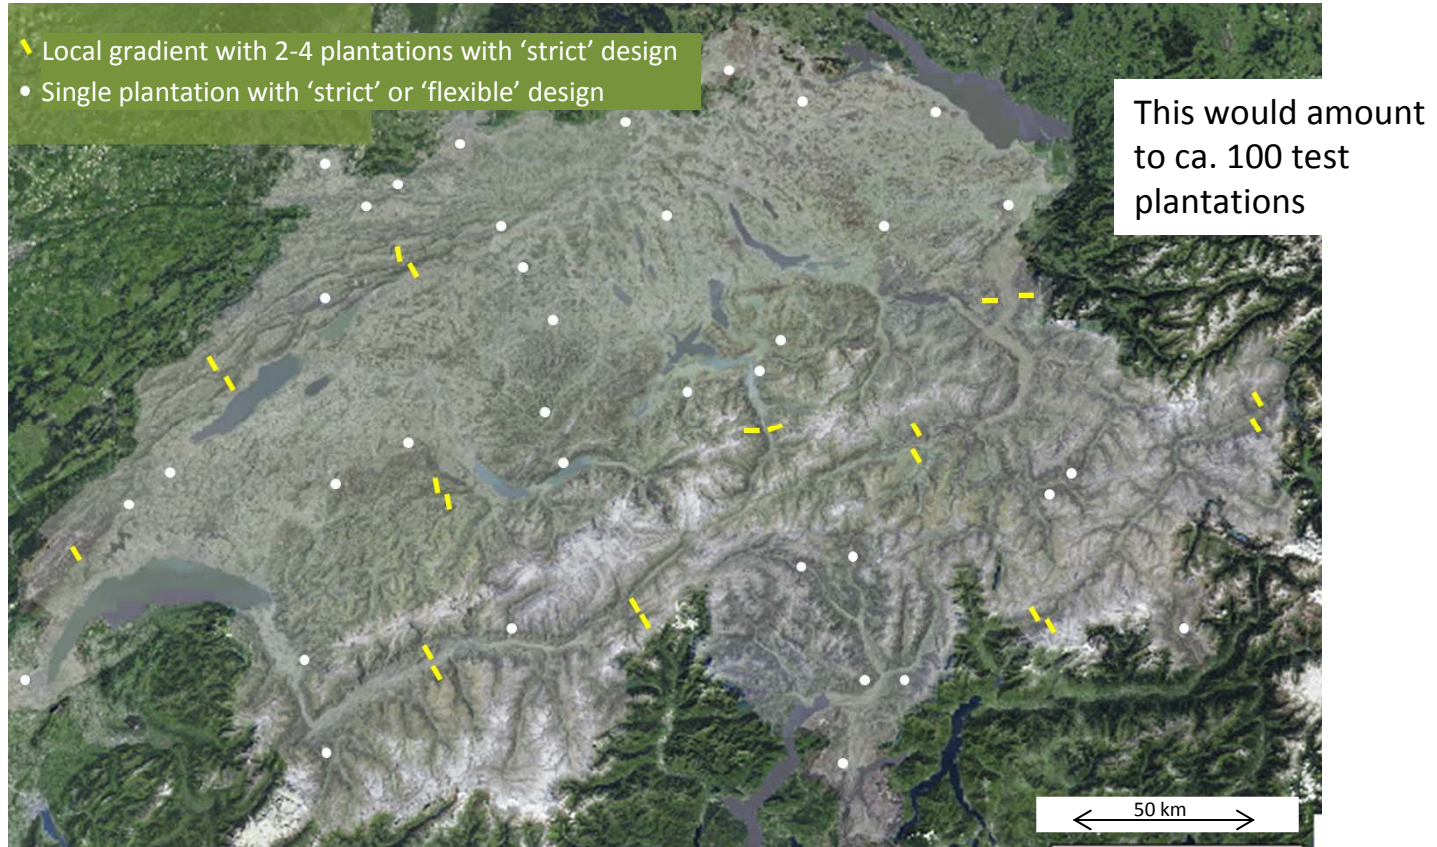 Local gradient with 2-4 plantations with ‘strict’ design
Single plantation with ‘strict’ or ‘flexible’ design
This would amount
to ca. 100 test
plantations
50 km